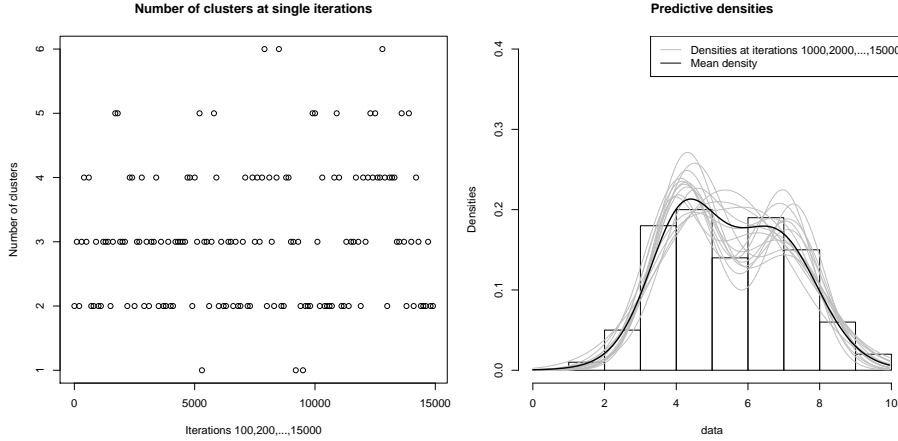 Number of clusters at single iterations
Number of clusters
6
5
4
3
2
1
0
5000
10000
15000
Iterations 100,200,...,15000
Predictive densities
Densities at iterations 1000,2000,...,15000
Mean density
Densities
0.4
0.3
0.2
0.1
0.0
0
2
4
6
8
10
data